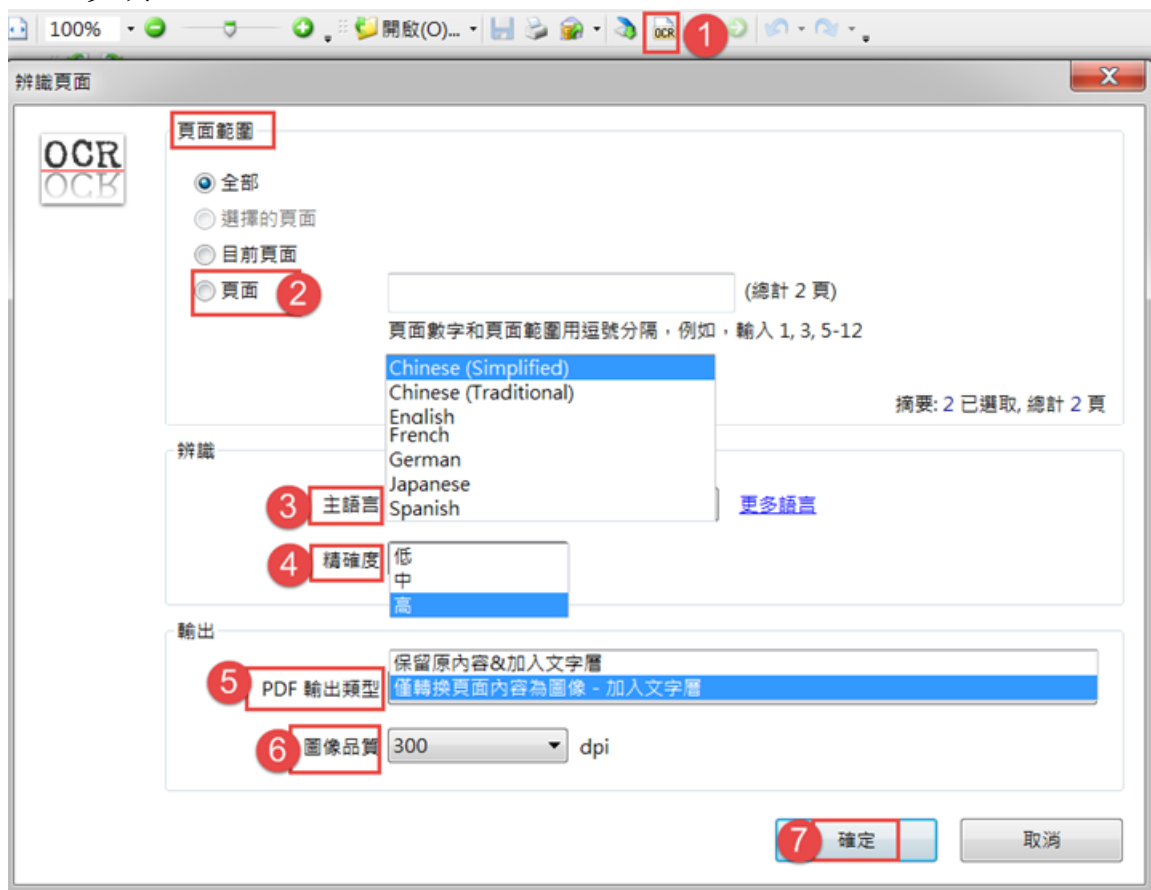 100% 開啟(O)... OCR 1
辨識頁面 X
OCR
頁面範圍
全部
選擇的頁面
目前頁面
頁面 2 (總計 2 頁)
頁面數字和頁面範圍用逗號分隔,例如,輸入 1, 3, 5-12
Chinese (Simplified)
Chinese (Traditional)
English
French
German
Japanese
Spanish
摘要: 2 已選取, 總計 2 頁
辨識
3 主語言 更多語言
4 精確度
低
中
高
輸出
5 PDF 輸出類型
保留原內容&加入文字層
僅轉換頁面內容為圖像 - 加入文字層
6 圖像品質 300 dpi
7 確定 取消